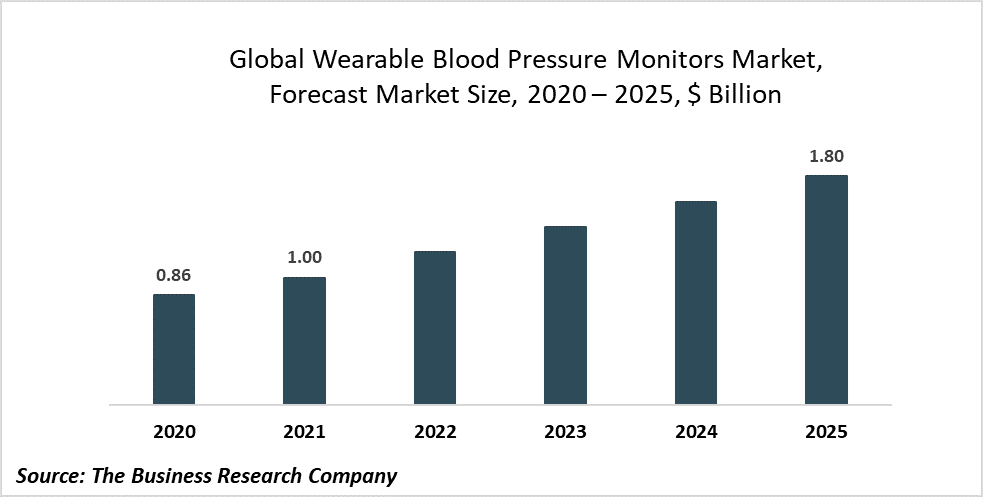 Global Wearable Blood Pressure Monitors Market,
Forecast Market Size, 2020 – 2025, $ Billion
1.80
1.00
0.86
2020 2021 2022 2023 2024 2025
Source: The Business Research Company